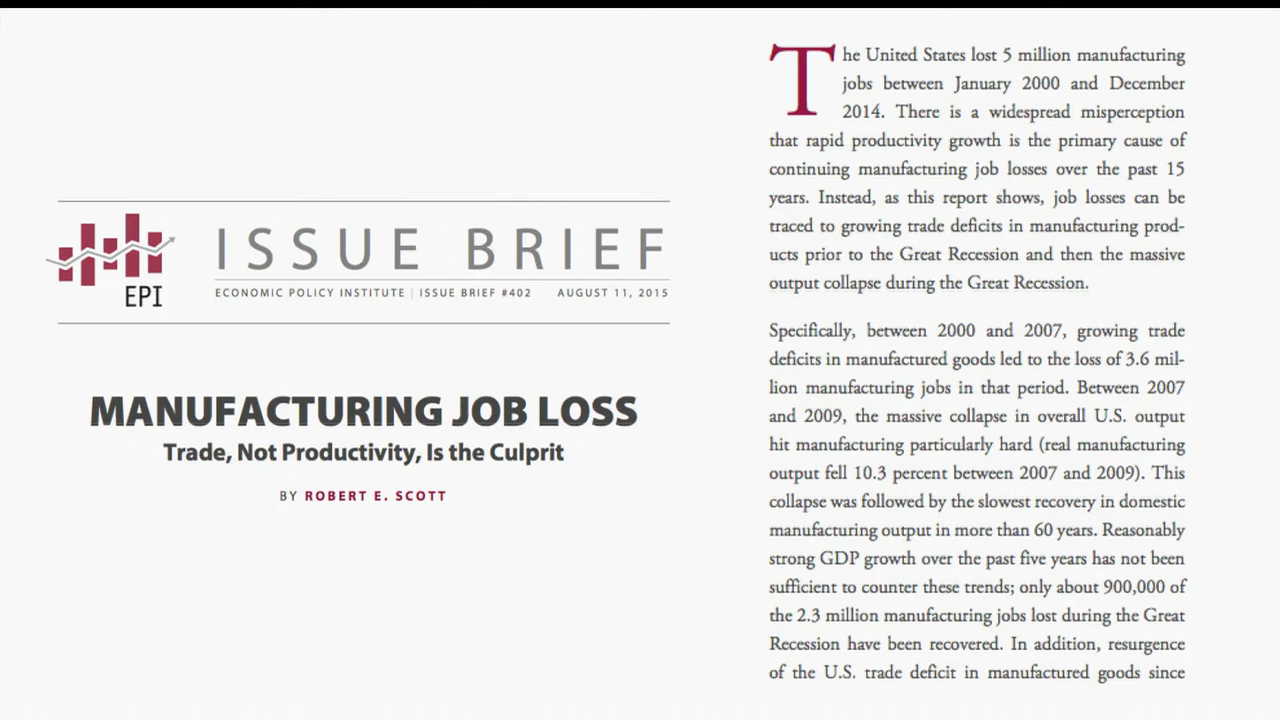 EPI
ISSUE BRIEF
ECONOMIC POLICY INSTITUTE | ISSUE BRIEF #402 AUGUST 11, 2015
MANUFACTURING JOB LOSS
Trade, Not Productivity, Is the Culprit
BY ROBERT E. SCOTT
The United States lost 5 million manufacturing
jobs between January 2000 and December
2014. There is a widespread misperception
that rapid productivity growth is the primary cause of
continuing manufacturing job losses over the past 15
years. Instead, as this report shows, job losses can be
traced to growing trade deficits in manufacturing prod-
ucts prior to the Great Recession and then the massive
output collapse during the Great Recession.
Specifically, between 2000 and 2007, growing trade
deficits in manufactured goods led to the loss of 3.6 mil-
lion manufacturing jobs in that period. Between 2007
and 2009, the massive collapse in overall U.S. output
hit manufacturing particularly hard (real manufacturing
output fell 10.3 percent between 2007 and 2009). This
collapse was followed by the slowest recovery in domestic
manufacturing output in more than 60 years. Reasonably
strong GDP growth over the past five years has not been
sufficient to counter these trends; only about 900,000 of
the 2.3 million manufacturing jobs lost during the Great
Recession have been recovered. In addition, resurgence
of the U.S. trade deficit in manufactured goods since